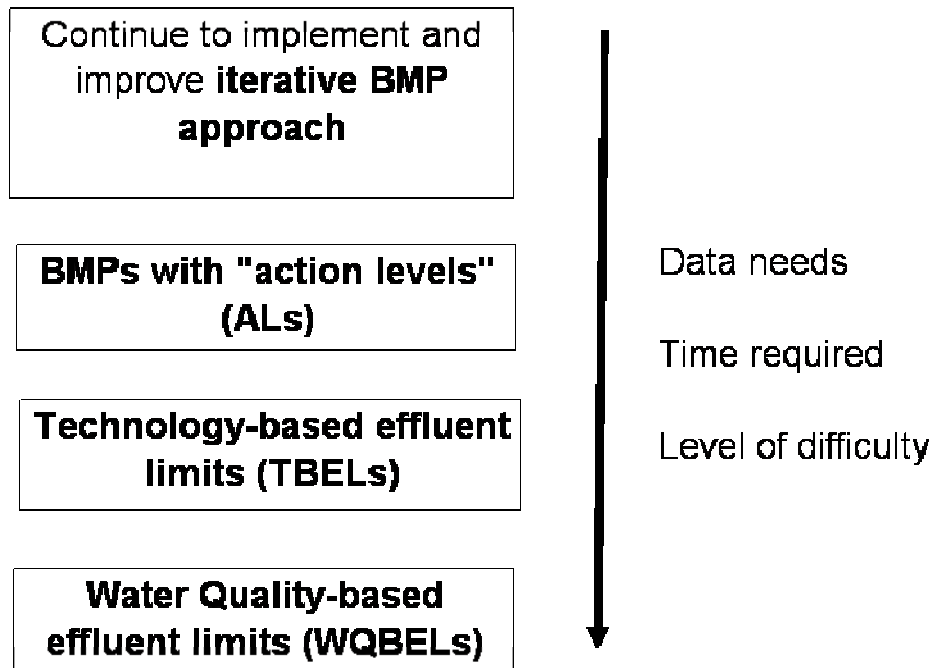 Continue to implement and
improve iterative BMP
approach
BMPs with "action levels"
(ALs)
Technology-based effluent
limits (TBELs)
Water Quality-based
effluent limits (WQBELs)
Data needs
Time required
Level of difficulty